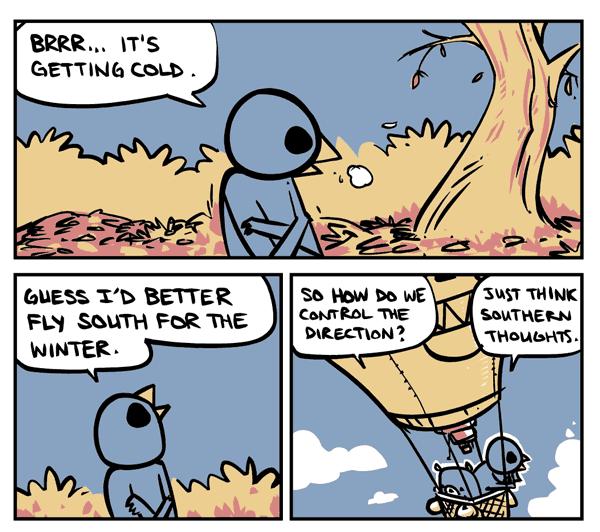 BRRR... IT'S
GETTING COLD.
GUESS I'D BETTER
FLY SOUTH FOR THE
WINTER.
SO HOW DO WE
CONTROL THE
DIRECTION?
JUST THINK
SOUTHERN
THOUGHTS.